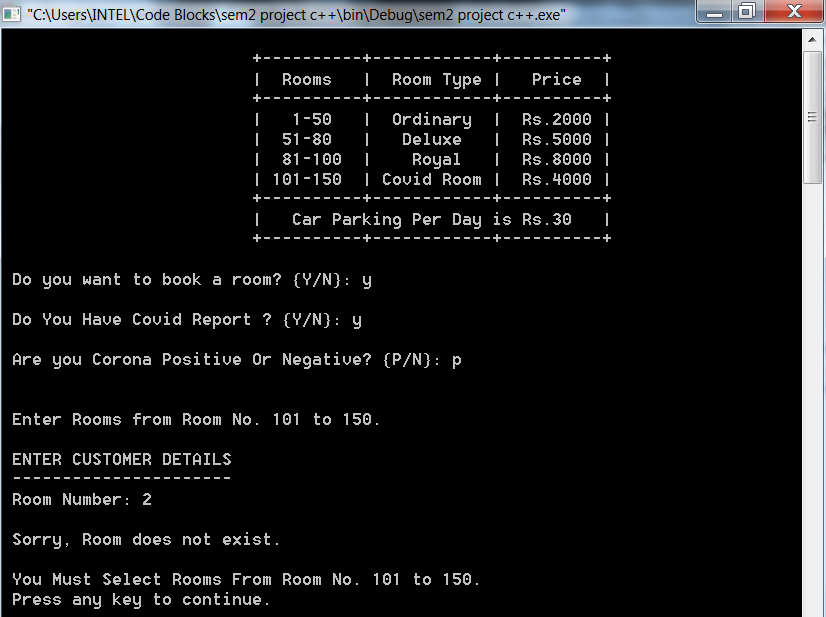 "C:\Users\INTEL\Code Blocks\sem2 project c++\bin\Debug\sem2 project c++.exe"
+----------+------------+----------+
|  Rooms   |  Room Type |   Price  |
+----------+------------+----------+
|   1-50   |  Ordinary  |  Rs.2000 |
|  51-80   |   Deluxe   |  Rs.5000 |
|  81-100  |    Royal   |  Rs.8000 |
| 101-150  | Covid Room |  Rs.4000 |
+----------+------------+----------+
|   Car Parking Per Day is Rs.30   |
+----------+------------+----------+
Do you want to book a room? {Y/N}: y
Do You Have Covid Report ? {Y/N}: y
Are you Corona Positive Or Negative? {P/N}: p
Enter Rooms from Room No. 101 to 150.
ENTER CUSTOMER DETAILS
----------------------
Room Number: 2
Sorry, Room does not exist.
You Must Select Rooms From Room No. 101 to 150.
Press any key to continue.